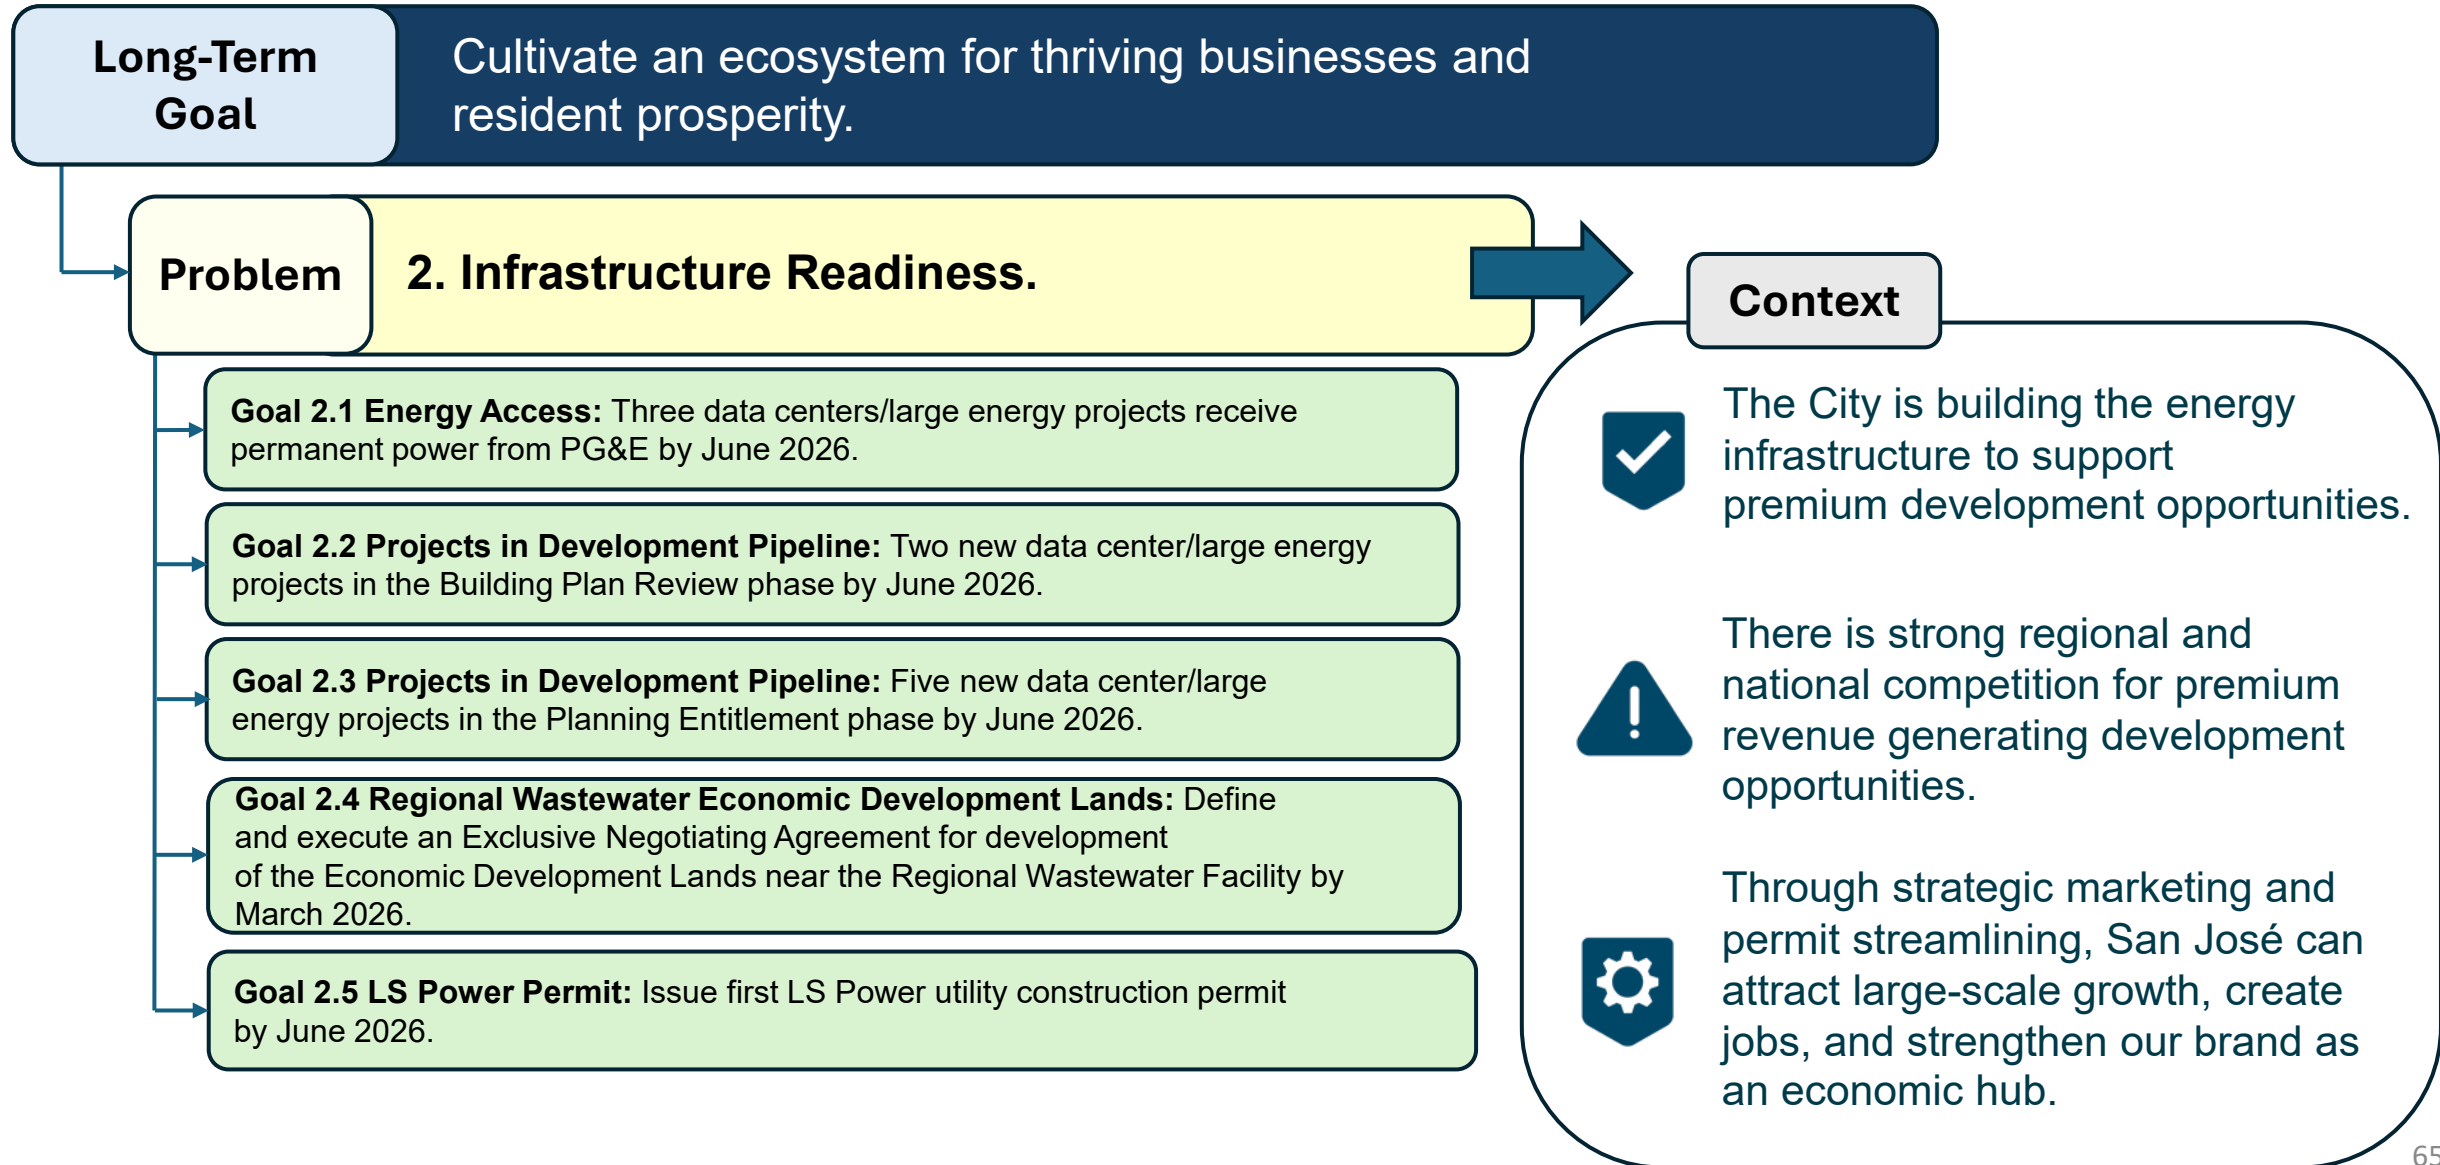 Long-Term
Goal
Cultivate an ecosystem for thriving businesses and
resident prosperity.
Problem
2. Infrastructure Readiness.
Goal 2.1 Energy Access: Three data centers/large energy projects receive
permanent power from PG&E by June 2026.
Goal 2.2 Projects in Development Pipeline: Two new data center/large energy
projects in the Building Plan Review phase by June 2026.
Goal 2.3 Projects in Development Pipeline: Five new data center/large
energy projects in the Planning Entitlement phase by June 2026.
Goal 2.4 Regional Wastewater Economic Development Lands: Define
and execute an Exclusive Negotiating Agreement for development
of the Economic Development Lands near the Regional Wastewater Facility by
March 2026.
Goal 2.5 LS Power Permit: Issue first LS Power utility construction permit
by June 2026.
Context
The City is building the energy
infrastructure to support
premium development opportunities.
There is strong regional and
national competition for premium
revenue generating development
opportunities.
Through strategic marketing and
permit streamlining, San José can
attract large-scale growth, create
jobs, and strengthen our brand as
an economic hub.
65